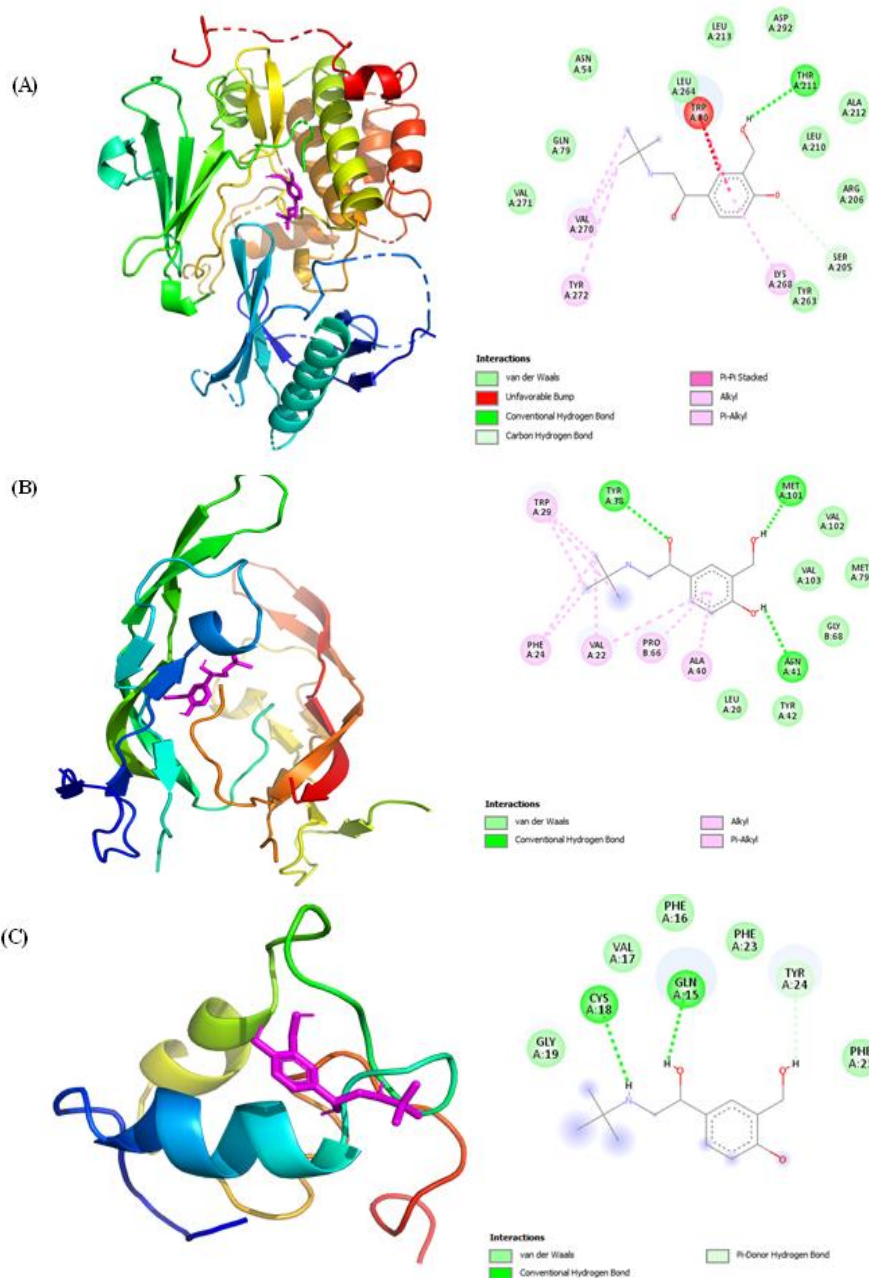 (A)
LEU A:213
ASP A:292
ASN A:54
LEU A:264
THR A:211
TRP A:80
ALA A:212
GLN A:79
LEU A:210
VAL A:271
ARG A:206
VAL A:270
SER A:205
TYR A:272
LYS A:268
TYR A:263
Interactions
van der Waals
Unfavorable Bump
Conventional Hydrogen Bond
Carbon Hydrogen Bond
Pi-Pi Stacked
Alkyl
Pi-Alkyl
(B)
TRP A:29
TYR
MET A:101
H
VAL A:102
VAL A:103
MET A:79
H
GLY B:68
PHE A:24
VAL A:22
PRO B:66
ALA A:40
ASN A:41
LEU A:20
TYR A:42
Interactions
van der Waals
Conventional Hydrogen Bond
Alkyl
Pi-Alkyl
(C)
PHE A:16
VAL A:17
PHE A:23
CYS A:18
GLN A:15
TYR A:24
GLY A:19
PHE
H
H
H
Interactions
van der Waals
Conventional Hydrogen Bond
Pi-Donor Hydrogen Bond